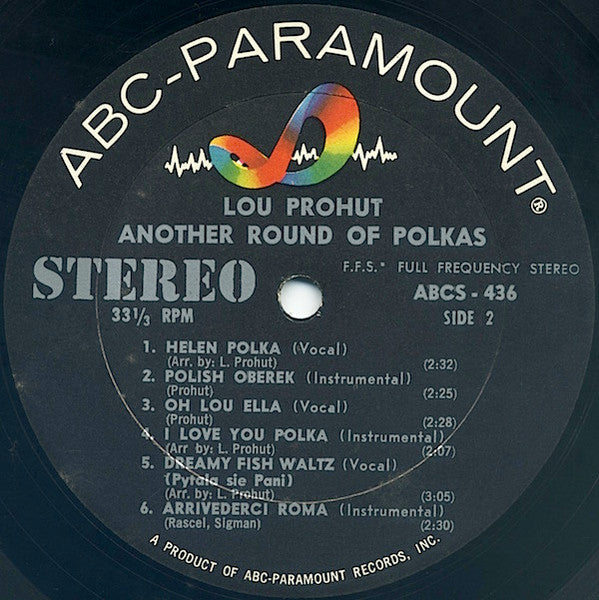 ABC-PARAMOUNT®
LOU PROHUT
ANOTHER ROUND OF POLKAS
STEREO
F.F.S.* FULL FREQUENCY STEREO
33 1/3 RPM
ABCS - 436
SIDE 2
1. HELEN POLKA (Vocal)
(Arr. by: L. Prohut) (2:32)
2. POLISH OBEREK (Instrumental)
(Prohut) (2:25)
3. OH LOU ELLA (Vocal)
(Prohut) (2:28)
4. I LOVE YOU POLKA (Instrumental)
(Arr by: L. Prohut) (2:07)
5. DREAMY FISH WALTZ (Vocal)
(Pytala sie Pani)
(Arr. by: L. Prohut) (3:05)
6. ARRIVEDERCI ROMA (Instrumental)
(Rascel, Sigman) (2:30)
A PRODUCT OF ABC-PARAMOUNT RECORDS, INC.